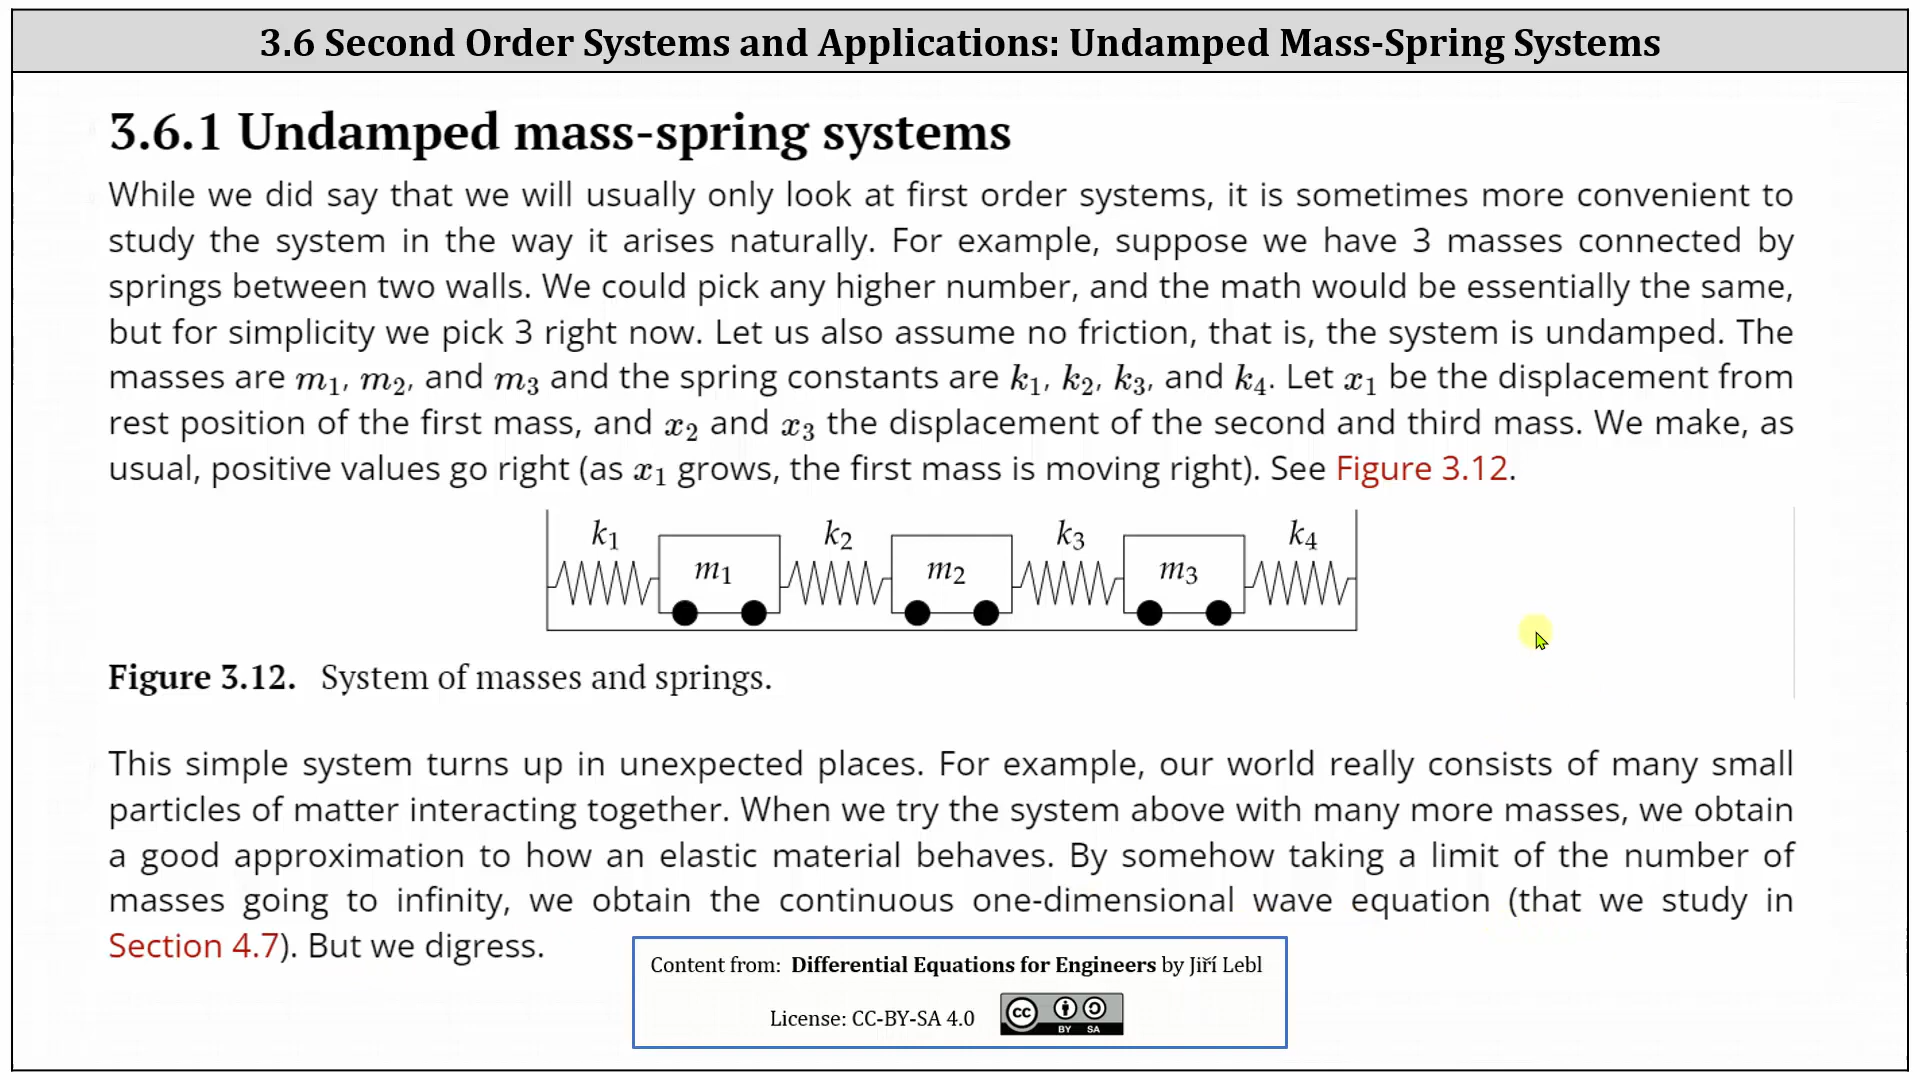 3.6 Second Order Systems and Applications: Undamped Mass-Spring Systems
3.6.1 Undamped mass-spring systems
While we did say that we will usually only look at first order systems, it is sometimes more convenient to
study the system in the way it arises naturally. For example, suppose we have 3 masses connected by
springs between two walls. We could pick any higher number, and the math would be essentially the same,
but for simplicity we pick 3 right now. Let us also assume no friction, that is, the system is undamped. The
masses are m₁, m₂, and m₃ and the spring constants are k₁, k₂, k₃, and k₄. Let x₁ be the displacement from
rest position of the first mass, and x₂ and x₃ the displacement of the second and third mass. We make, as
usual, positive values go right (as x₁ grows, the first mass is moving right). See Figure 3.12.
k₁ k₂ k₃ k₄
m₁ m₂ m₃
Figure 3.12. System of masses and springs.
This simple system turns up in unexpected places. For example, our world really consists of many small
particles of matter interacting together. When we try the system above with many more masses, we obtain
a good approximation to how an elastic material behaves. By somehow taking a limit of the number of
masses going to infinity, we obtain the continuous one-dimensional wave equation (that we study in
Section 4.7). But we digress.
Content from: Differential Equations for Engineers by Jiří Lebl
License: CC-BY-SA 4.0
cc
BY SA